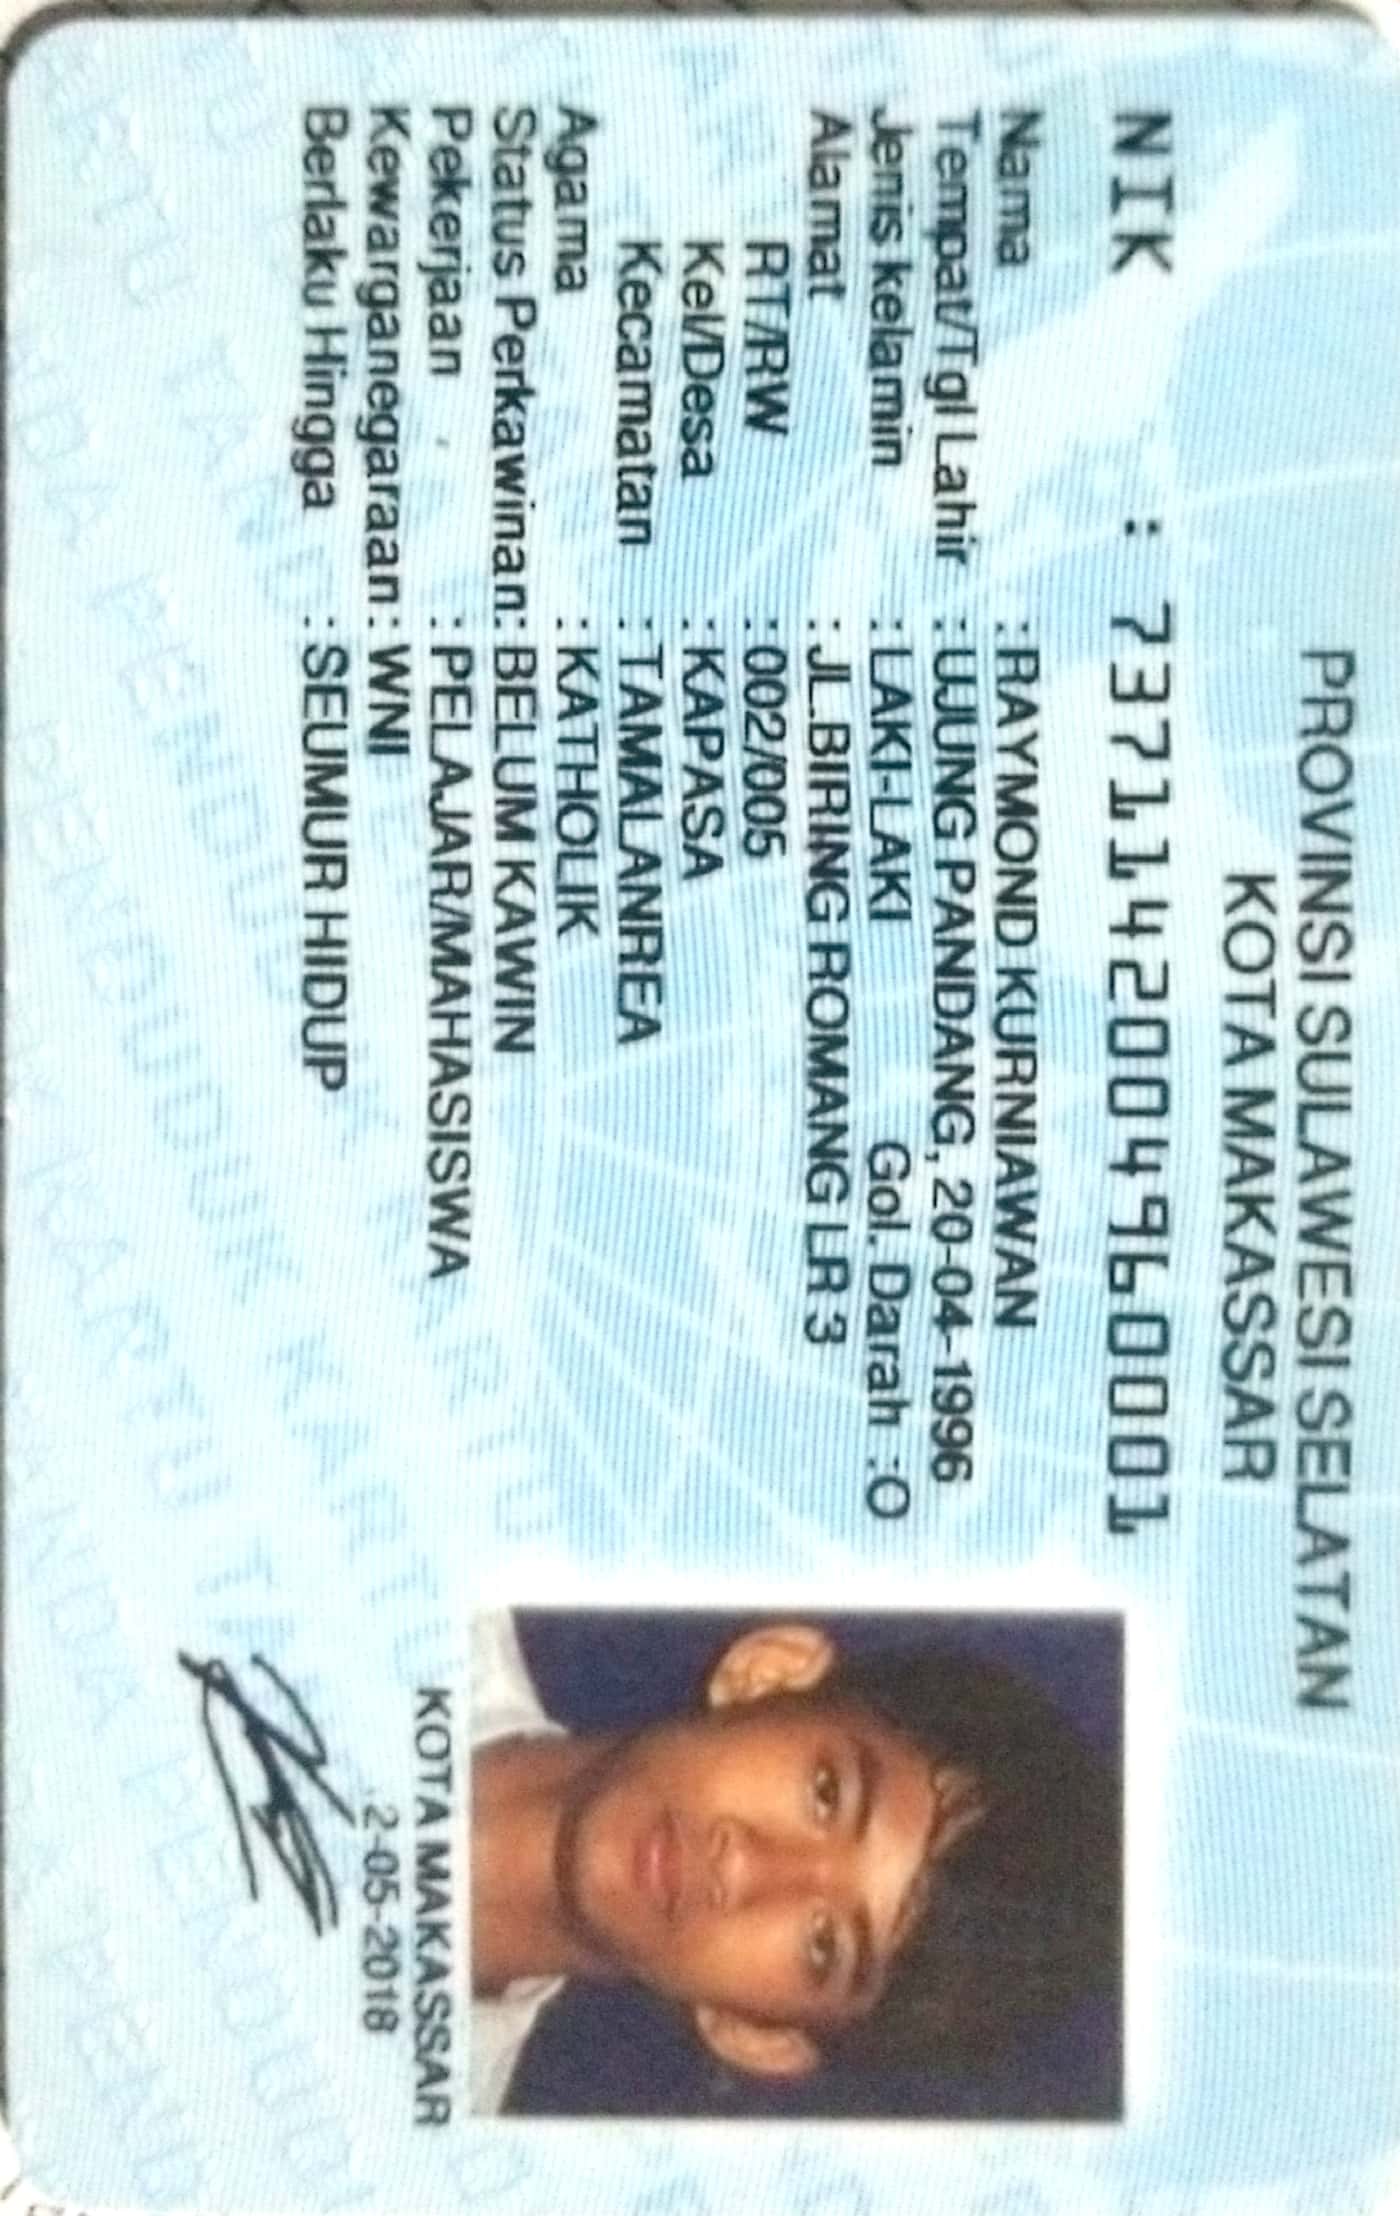 PROVINSI SULAWESI SELATAN
KOTA MAKASSAR
NIK : 7371142004960001
Nama : RAYMOND KURNIAWAN
Tempat/Tgl Lahir : UJUNG PANDANG, 20-04-1996
Jenis kelamin : LAKI-LAKI Gol. Darah : O
Alamat : JL.BIRING ROMANG LR 3
RT/RW : 002/005
Kel/Desa : KAPASA
Kecamatan : TAMALANREA
Agama : KATHOLIK
Status Perkawinan: BELUM KAWIN
Pekerjaan : PELAJAR/MAHASISWA
Kewarganegaraan: WNI
Berlaku Hingga : SEUMUR HIDUP
KOTA MAKASSAR
2-05-2018